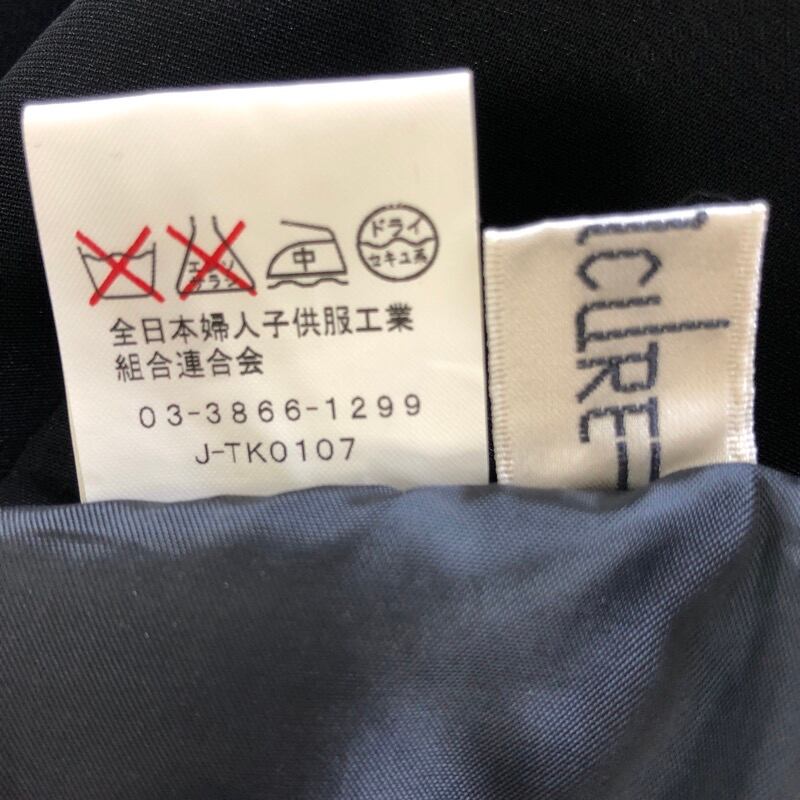 エンソ
サラシ
中
ドライ
セキユ系
全日本婦人子供服工業
組合連合会
03-3866-1299
J-TK0107